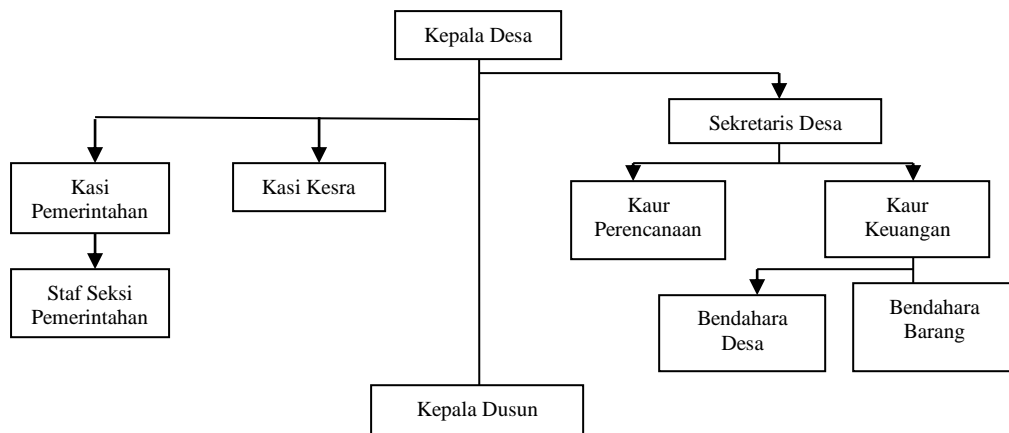 Kepala Desa
Sekretaris Desa
Kasi
Pemerintahan
Kasi Kesra
Kaur
Perencanaan
Kaur
Keuangan
Staf Seksi
Pemerintahan
Bendahara
Desa
Bendahara
Barang
Kepala Dusun